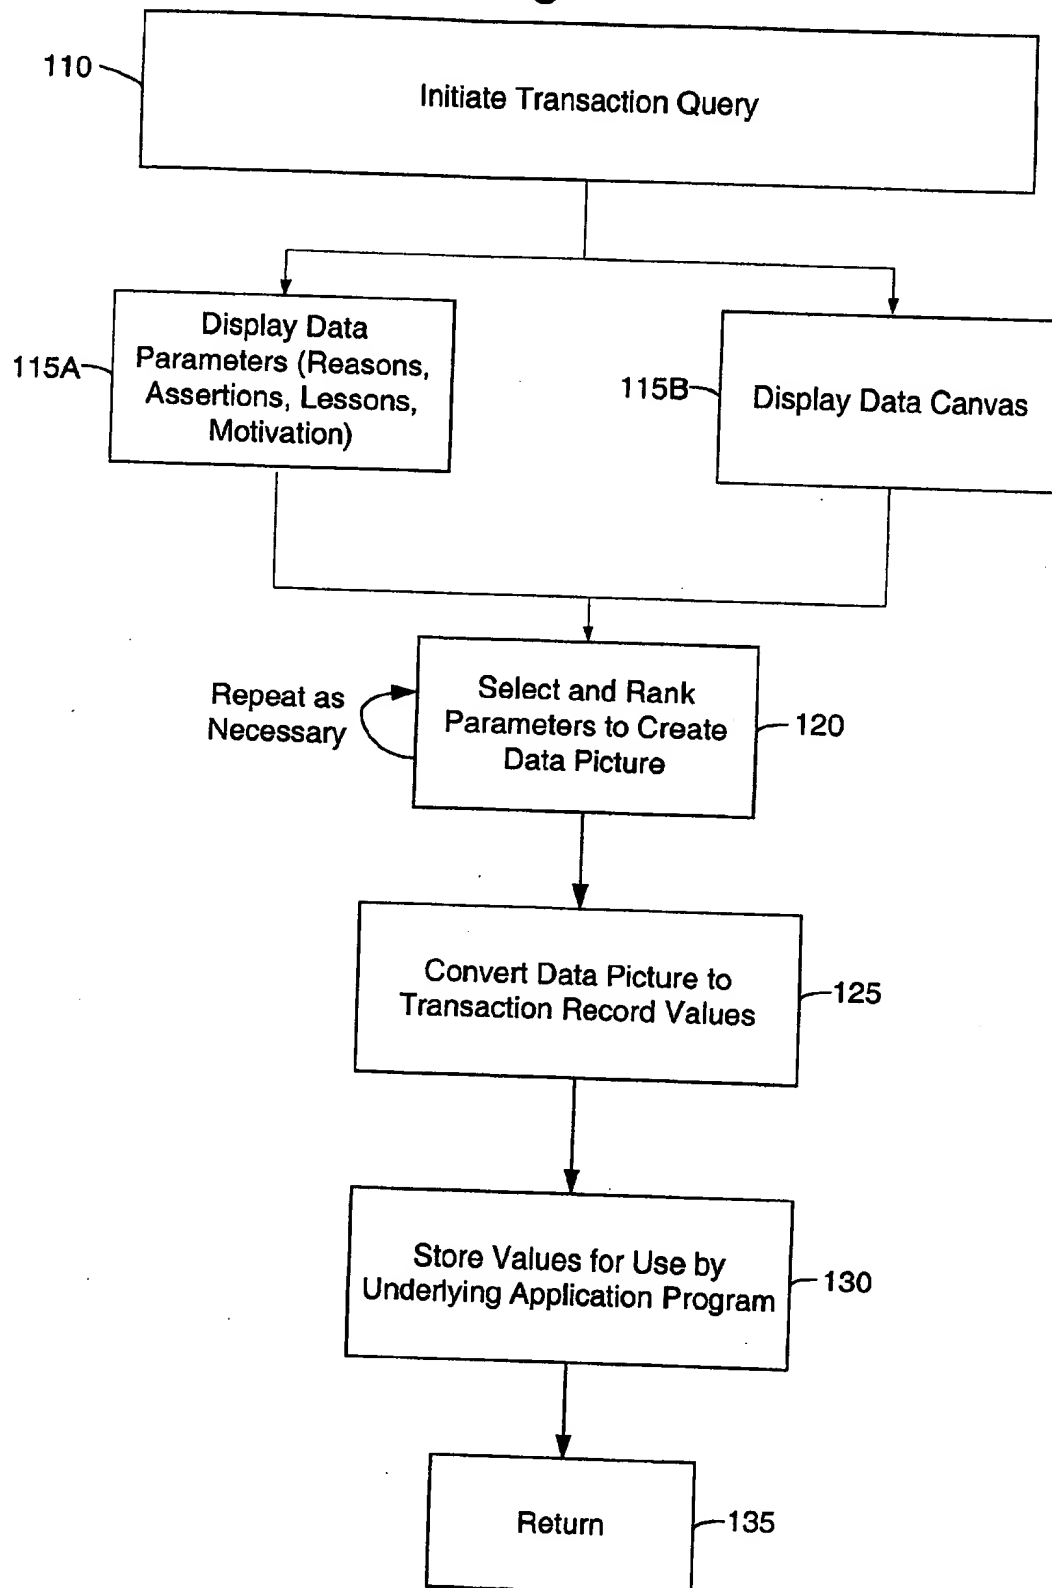 110
Initiate Transaction Query
Display Data
Parameters (Reasons,
Assertions, Lessons,
Motivation)
115A
115B
Display Data Canvas
Repeat as
Necessary
Select and Rank
Parameters to Create
Data Picture
120
Convert Data Picture to
Transaction Record Values
125
Store Values for Use by
Underlying Application Program
130
Return
135